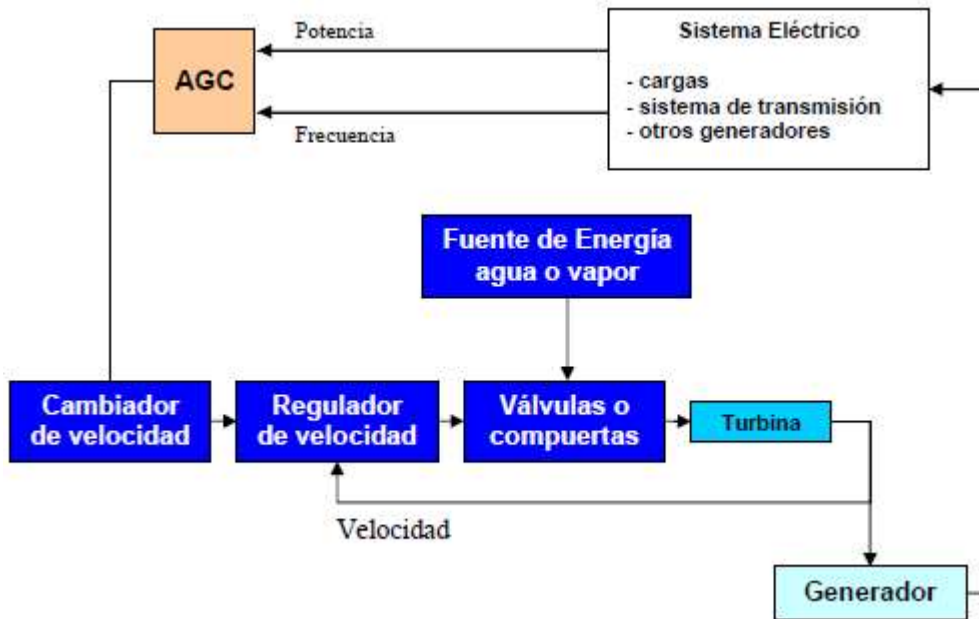 Potencia
AGC
Frecuencia
Sistema Eléctrico
- cargas
- sistema de transmisión
- otros generadores
Fuente de Energía
agua o vapor
Cambiador
de velocidad
Regulador
de velocidad
Válvulas o
compuertas
Turbina
Velocidad
Generador